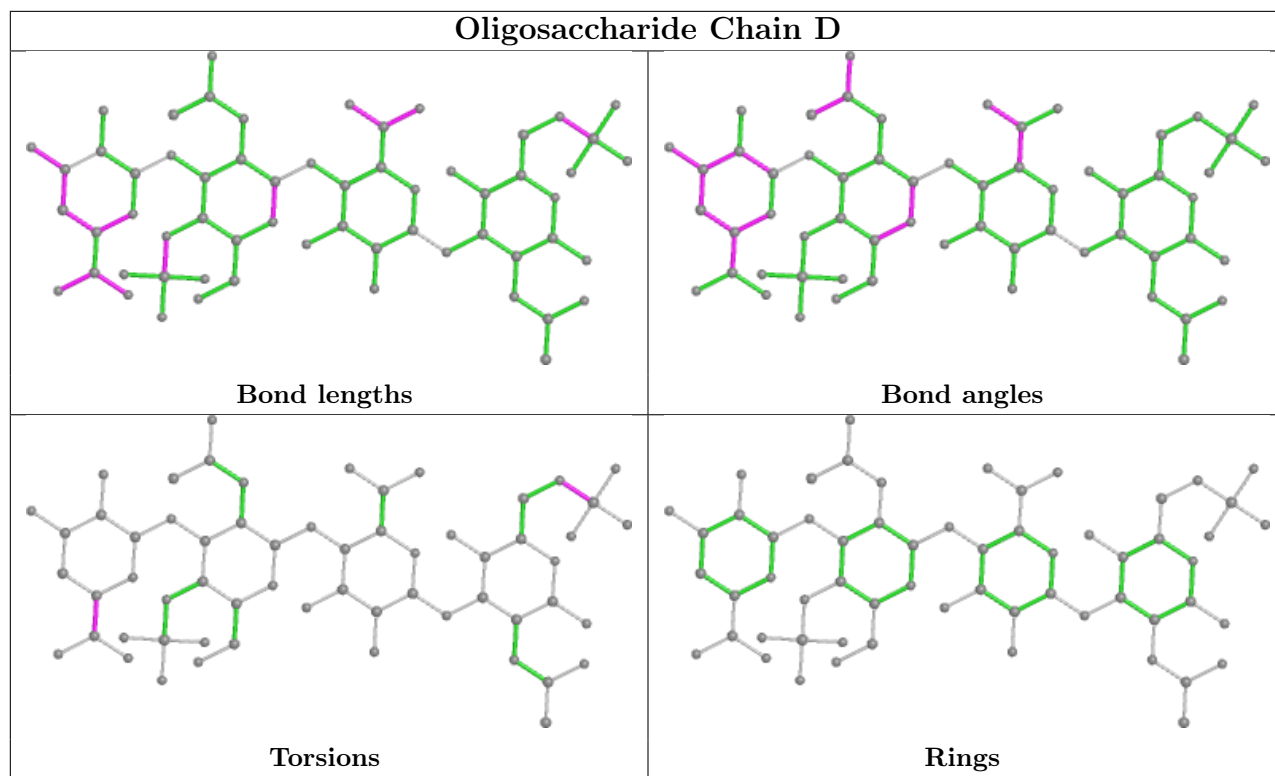 Oligosaccharide Chain D
Bond lengths
Bond angles
Torsions
Rings